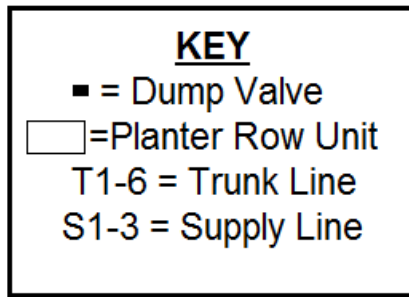 KEY
= Dump Valve
=Planter Row Unit
T1-6 = Trunk Line
S1-3 = Supply Line